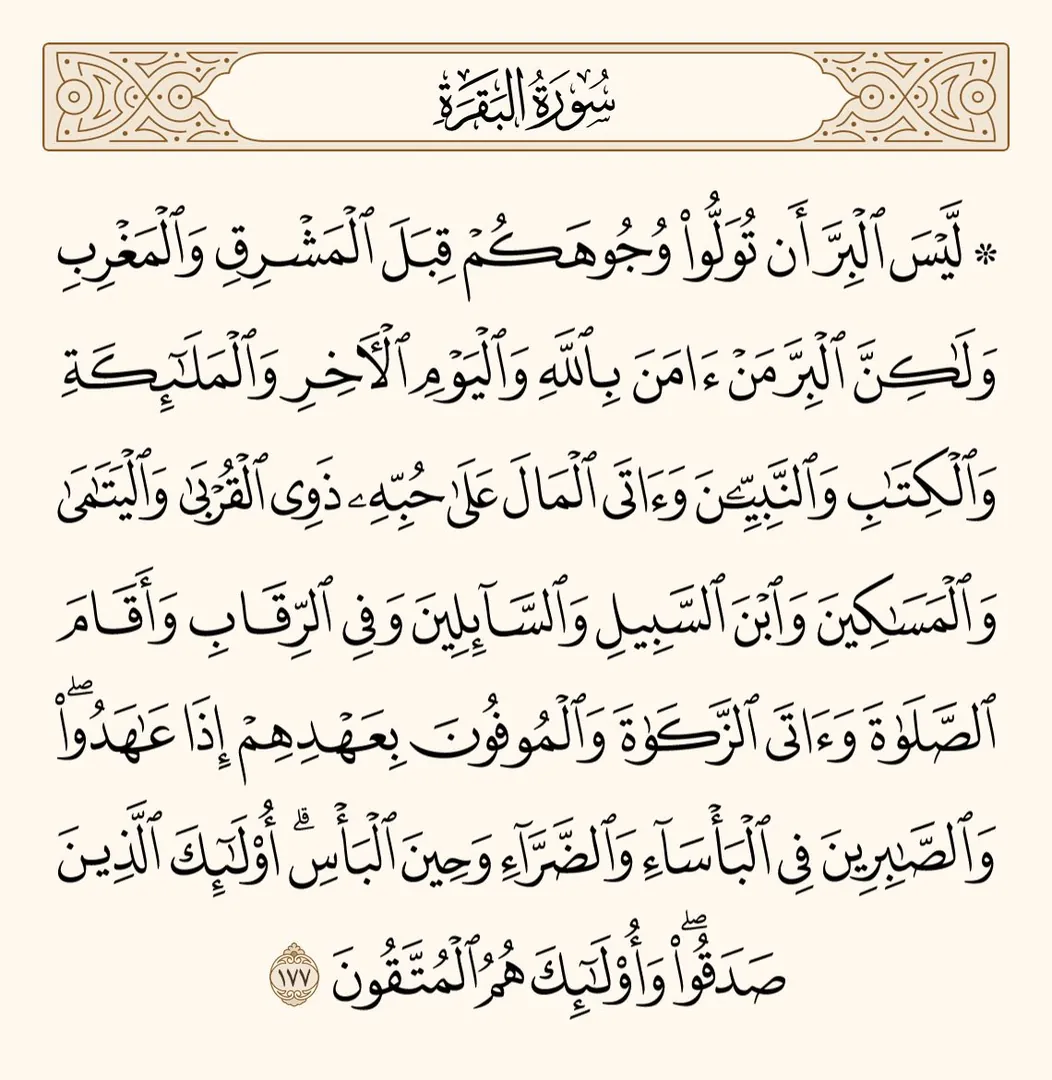 سُورَةُ البَقَرَةِ
۞ لَّيْسَ ٱلْبِرَّ أَن تُوَلُّوا۟ وُجُوهَكُمْ قِبَلَ ٱلْمَشْرِقِ وَٱلْمَغْرِبِ
وَلَٰكِنَّ ٱلْبِرَّ مَنْ ءَامَنَ بِٱللَّهِ وَٱلْيَوْمِ ٱلْـَٔاخِرِ وَٱلْمَلَـٰٓئِكَةِ
وَٱلْكِتَـٰبِ وَٱلنَّبِيِّـۧنَ وَءَاتَى ٱلْمَالَ عَلَىٰ حُبِّهِۦ ذَوِى ٱلْقُرْبَىٰ وَٱلْيَتَـٰمَىٰ
وَٱلْمَسَـٰكِينَ وَٱبْنَ ٱلسَّبِيلِ وَٱلسَّآئِلِينَ وَفِى ٱلرِّقَابِ وَأَقَامَ
ٱلصَّلَوٰةَ وَءَاتَى ٱلزَّكَوٰةَ وَٱلْمُوفُونَ بِعَهْدِهِمْ إِذَا عَـٰهَدُوا۟ ۖ
وَٱلصَّـٰبِرِينَ فِى ٱلْبَأْسَآءِ وَٱلضَّرَّآءِ وَحِينَ ٱلْبَأْسِ ۗ أُو۟لَـٰٓئِكَ ٱلَّذِينَ
صَدَقُوا۟ ۖ وَأُو۟لَـٰٓئِكَ هُمُ ٱلْمُتَّقُونَ ١٧٧